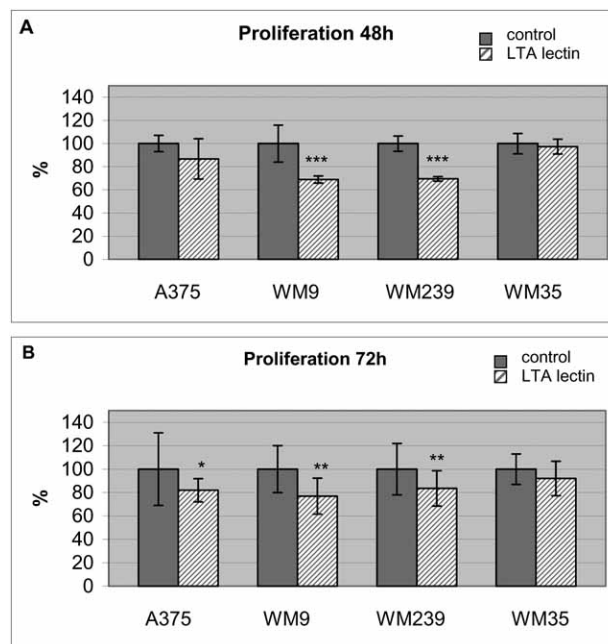 A
Proliferation 48h
control
LTA lectin
140
120
100
80
60
40
20
0
%
***
***
A375 WM9 WM239 WM35
B
Proliferation 72h
control
LTA lectin
140
120
100
80
60
40
20
0
%
*
**
**
A375 WM9 WM239 WM35